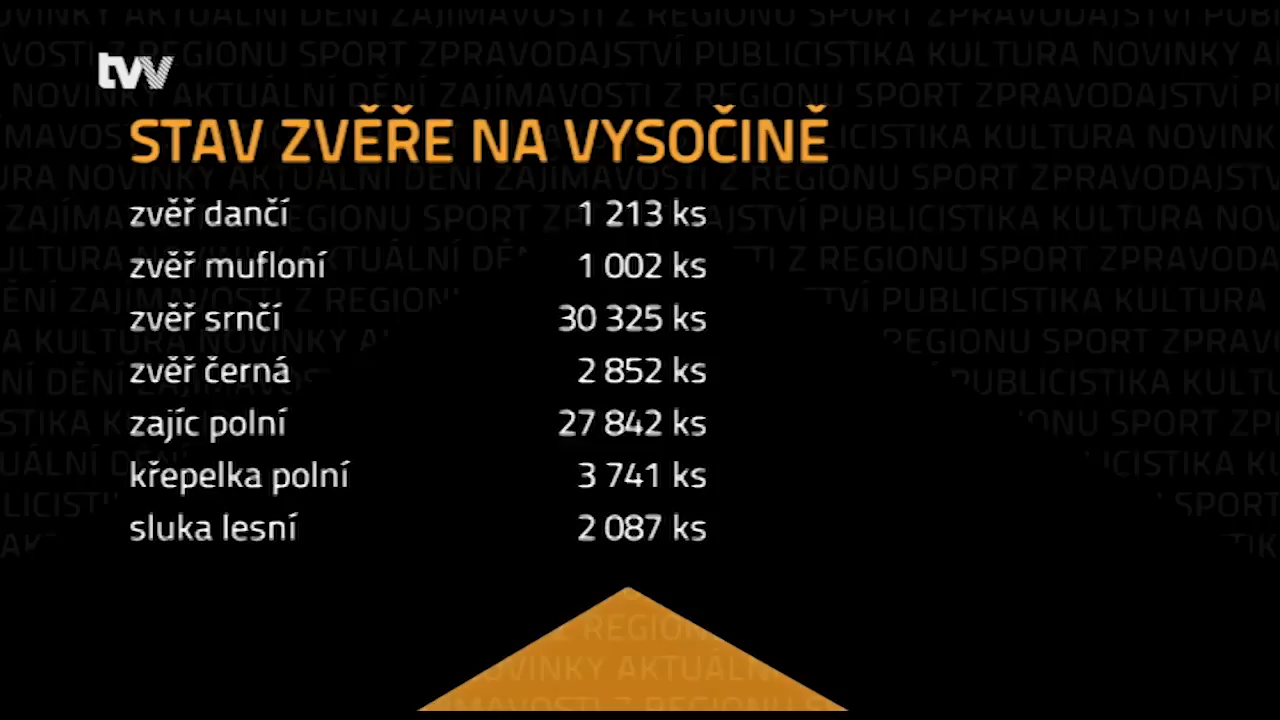 tvv
STAV ZVĚŘE NA VYSOČINĚ
zvěř dančí 1 213 ks
zvěř mufloní 1 002 ks
zvěř srnčí 30 325 ks
zvěř černá 2 852 ks
zajíc polní 27 842 ks
křepelka polní 3 741 ks
sluka lesní 2 087 ks